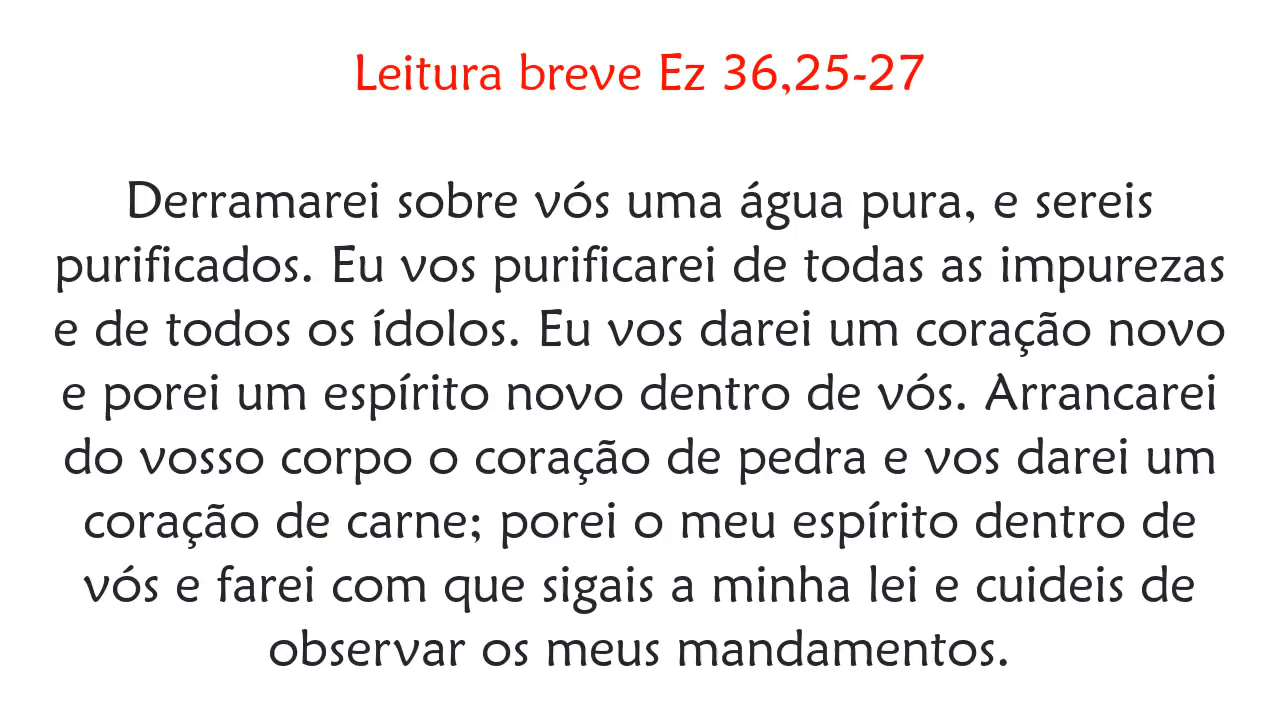 Leitura breve Ez 36,25-27
Derramarei sobre vós uma água pura, e sereis
purificados. Eu vos purificarei de todas as impurezas
e de todos os ídolos. Eu vos darei um coração novo
e porei um espírito novo dentro de vós. Arrancarei
do vosso corpo o coração de pedra e vos darei um
coração de carne; porei o meu espírito dentro de
vós e farei com que sigais a minha lei e cuideis de
observar os meus mandamentos.